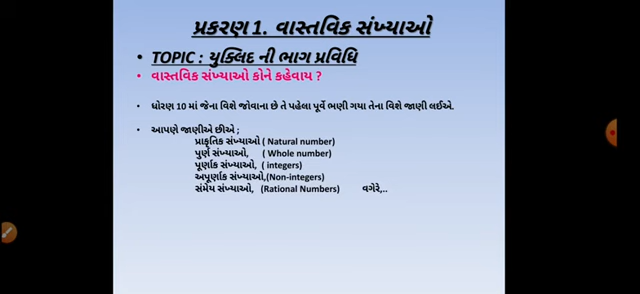 પ્રકરણ 1. વાસ્તવિક સંખ્યાઓ
• TOPIC : યુક્લિદ ની ભાગ પ્રવિધિ
• વાસ્તવિક સંખ્યાઓ કોને કહેવાય ?
• ધોરણ 10 માં જેના વિશે જોવાના છે તે પહેલા પૂર્વે ભણી ગયા તેના વિશે જાણી લઈએ.
• આપણે જાણીએ છીએ ;
પ્રાકૃતિક સંખ્યાઓ ( Natural number)
પુર્ણ સંખ્યાઓ, ( Whole number)
પૂર્ણાક સંખ્યાઓ, ( integers)
અપૂર્ણાક સંખ્યાઓ,(Non-integers)
સંમેય સંખ્યાઓ, (Rational Numbers) વગેરે,..